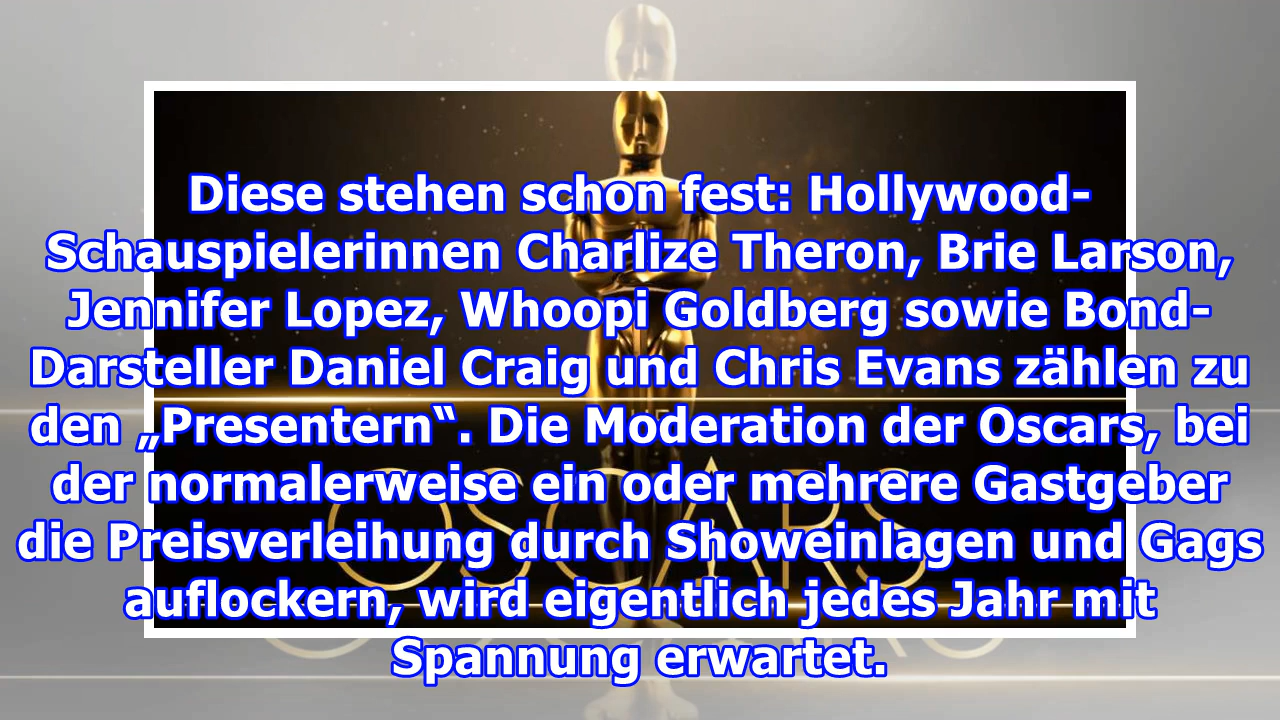 Diese stehen schon fest: Hollywood-
Schauspielerinnen Charlize Theron, Brie Larson,
Jennifer Lopez, Whoopi Goldberg sowie Bond-
Darsteller Daniel Craig und Chris Evans zählen zu
den „Presentern“. Die Moderation der Oscars, bei
der normalerweise ein oder mehrere Gastgeber
die Preisverleihung durch Showeinlagen und Gags
auflockern, wird eigentlich jedes Jahr mit
Spannung erwartet.
THE
OSCARS